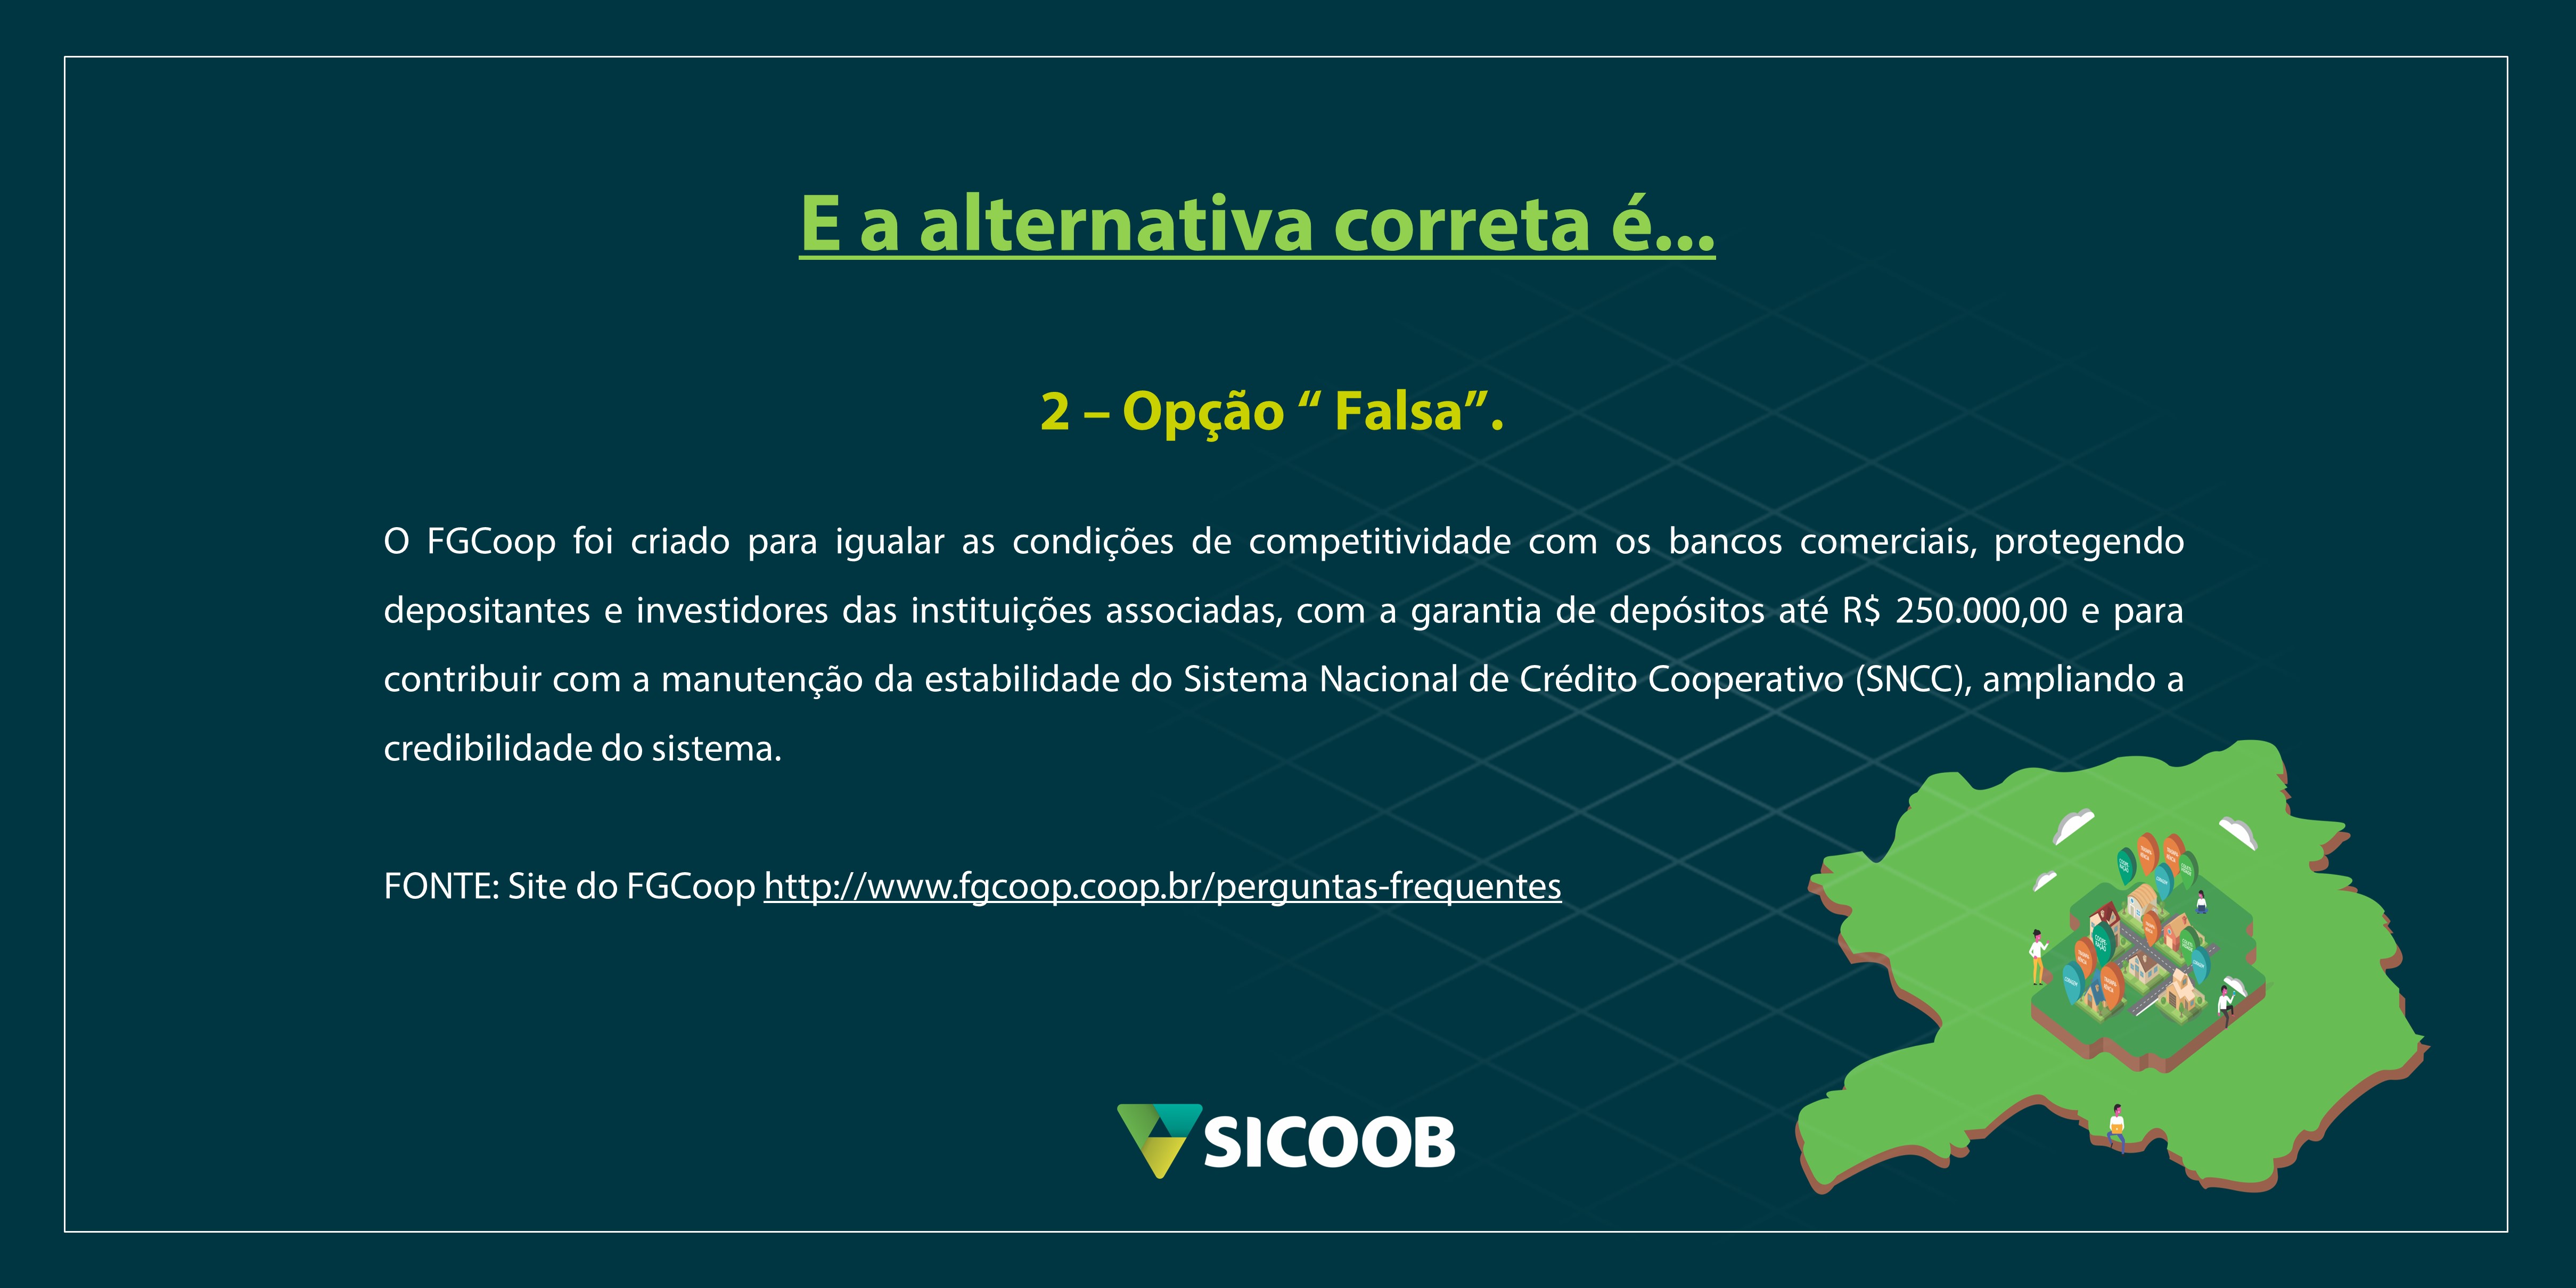 E a alternativa correta é...
2 – Opção “ Falsa”.
O FGCoop foi criado para igualar as condições de competitividade com os bancos comerciais, protegendo
depositantes e investidores das instituições associadas, com a garantia de depósitos até R$ 250.000,00 e para
contribuir com a manutenção da estabilidade do Sistema Nacional de Crédito Cooperativo (SNCC), ampliando a
credibilidade do sistema.
FONTE: Site do FGCoop http://www.fgcoop.coop.br/perguntas-frequentes
SICOOB